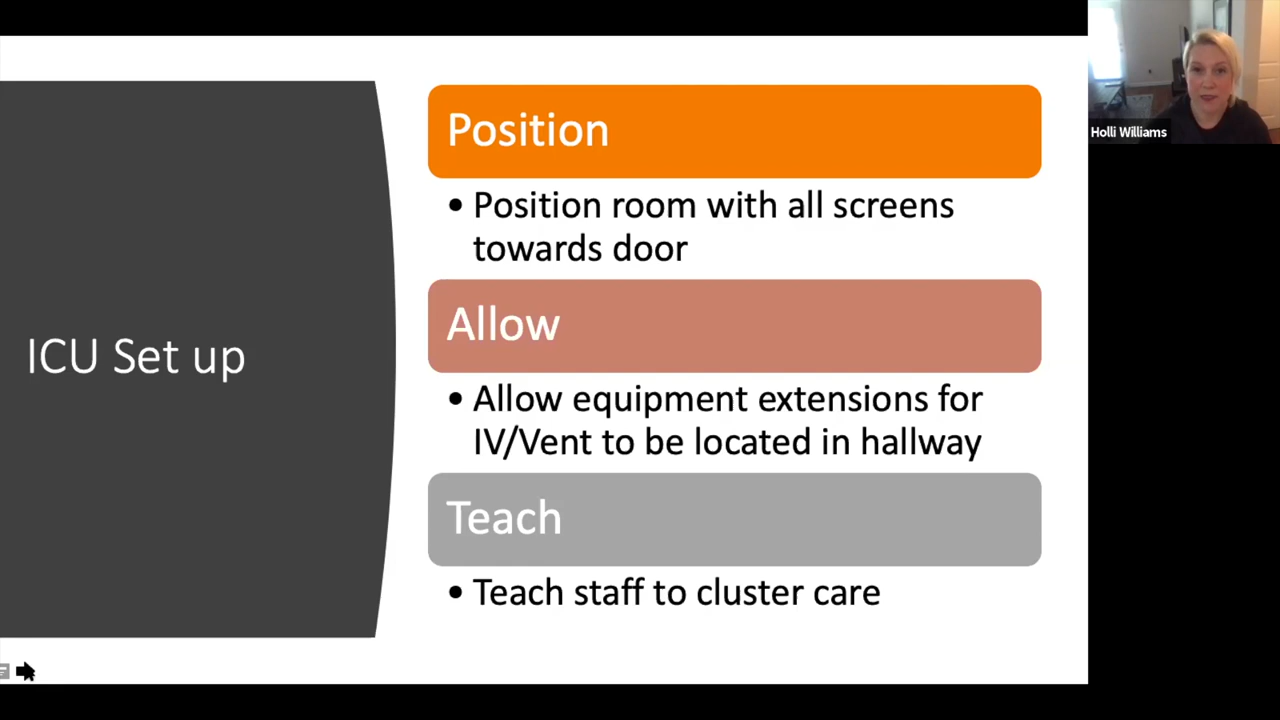 ICU Set up
Position
• Position room with all screens
towards door
Allow
• Allow equipment extensions for
IV/Vent to be located in hallway
Teach
• Teach staff to cluster care
Holli Williams